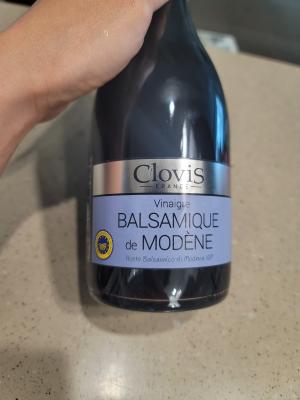 Clovis
FRANCE
Vinaigre
BALSAMIQUE
de MODÈNE
Aceto Balsamico di Modena IGP